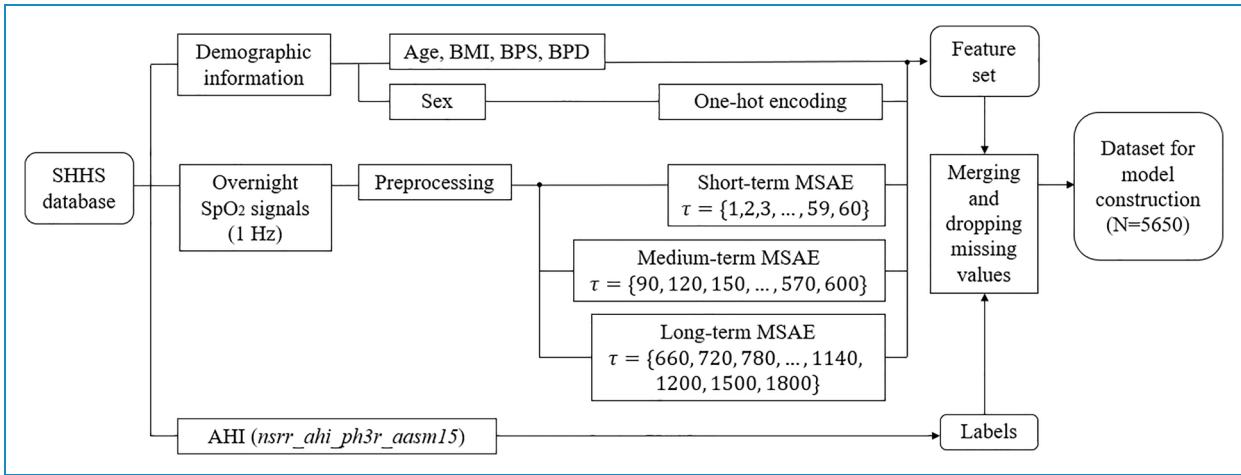 SHHS
database
Demographic
information
Age, BMI, BPS, BPD
Sex
One-hot encoding
Overnight
SpO₂ signals
(1 Hz)
Preprocessing
Short-term MSAE
τ = {1,2,3, … , 59, 60}
Medium-term MSAE
τ = {90, 120, 150, … , 570, 600}
Long-term MSAE
τ = {660, 720, 780, … , 1140,
1200, 1500, 1800}
AHI (nsrr_ahi_ph3r_aasm15)
Feature
set
Merging
and
dropping
missing
values
Labels
Dataset for
model
construction
(N=5650)